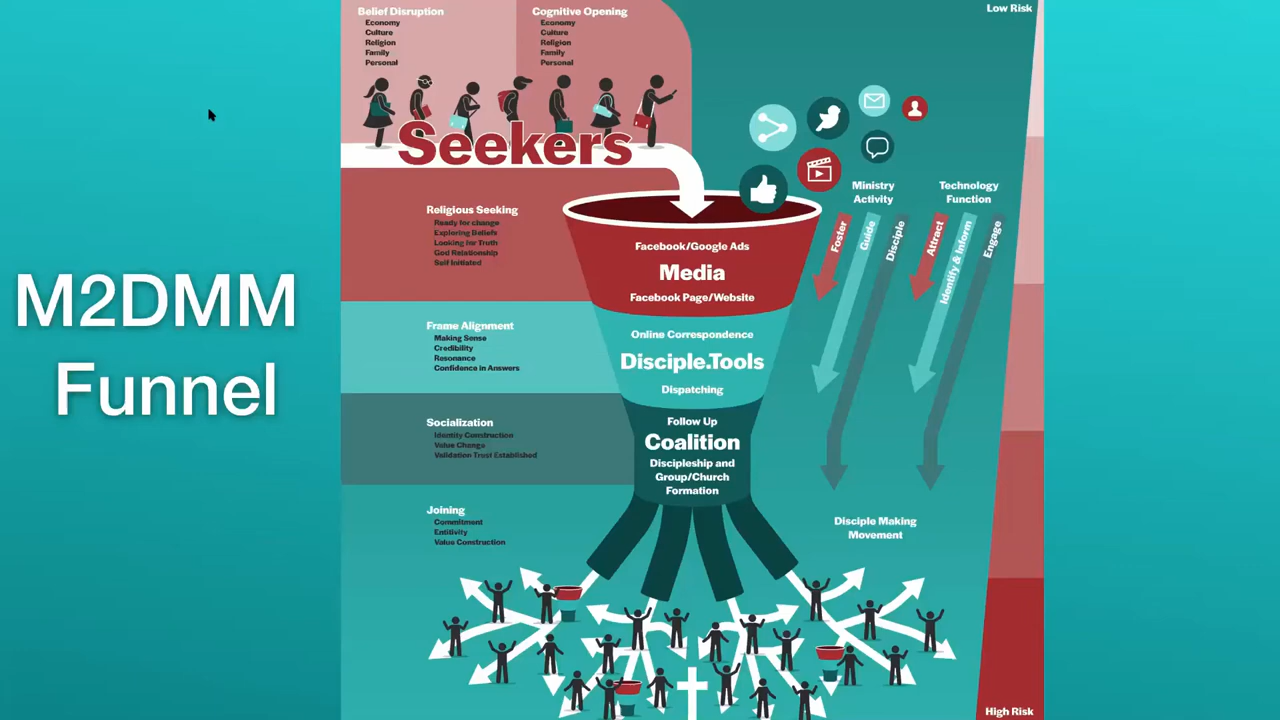 M2DMM
Funnel
Belief Disruption
Economy
Culture
Religion
Family
Personal
Cognitive Opening
Economy
Culture
Religion
Family
Personal
Seekers
Religious Seeking
Ready for change
Exploring Beliefs
Looking for Truth
God Relationship
Self Initiated
Frame Alignment
Making Sense
Credibility
Resonance
Confidence in Answers
Socialization
Identity Construction
Value Change
Validation Trust Established
Joining
Commitment
Entitivity
Value Construction
Facebook/Google Ads
Media
Facebook Page/Website
Online Correspondence
Disciple.Tools
Dispatching
Follow Up
Coalition
Discipleship and
Group/Church
Formation
Ministry
Activity
Foster
Guide
Disciple
Technology
Function
Attract
Identify & Inform
Engage
Disciple Making
Movement
Low Risk
High Risk